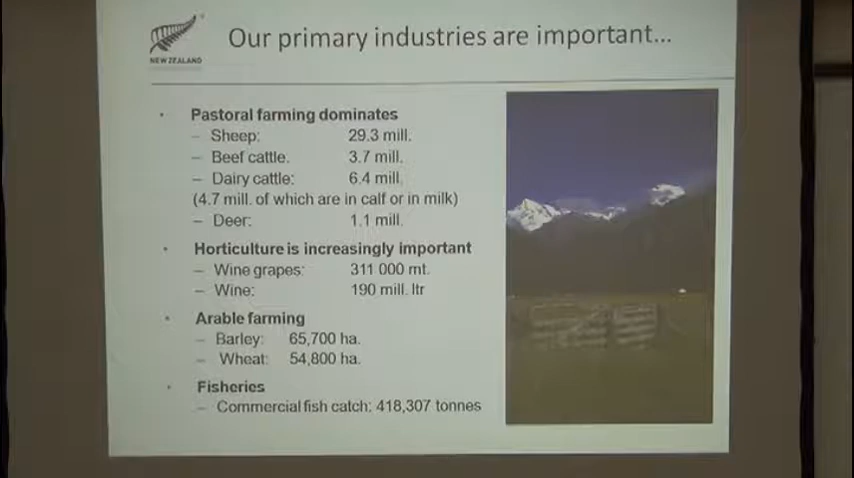 NEW ZEALAND
Our primary industries are important...
• Pastoral farming dominates
– Sheep: 29.3 mill.
– Beef cattle. 3.7 mill.
– Dairy cattle: 6.4 mill.
(4.7 mill. of which are in calf or in milk)
– Deer: 1.1 mill.
• Horticulture is increasingly important
– Wine grapes: 311 000 mt.
– Wine: 190 mill. ltr
• Arable farming
– Barley: 65,700 ha.
– Wheat: 54,800 ha.
• Fisheries
– Commercial fish catch: 418,307 tonnes